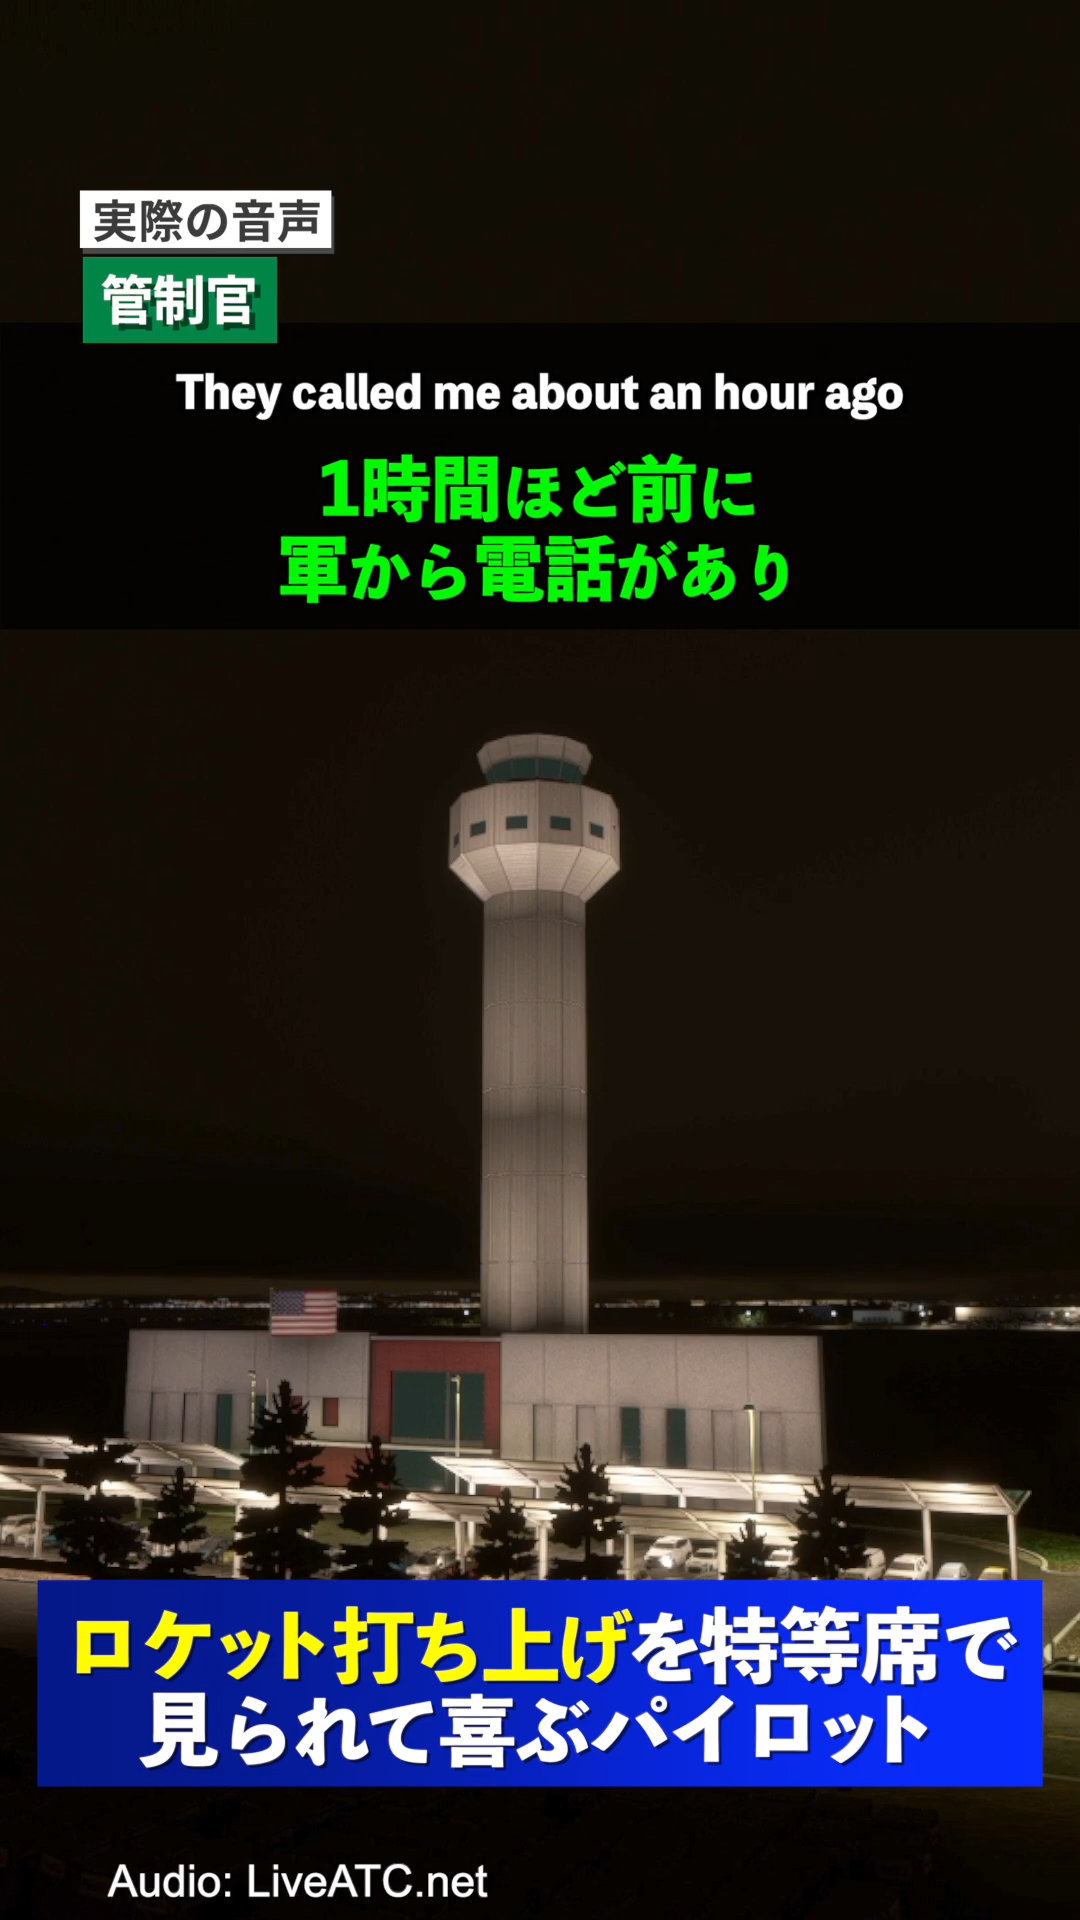 実際の音声
管制官
They called me about an hour ago
1時間ほど前に
軍から電話があり
ロケット打ち上げを特等席で
見られて喜ぶパイロット
Audio: LiveATC.net